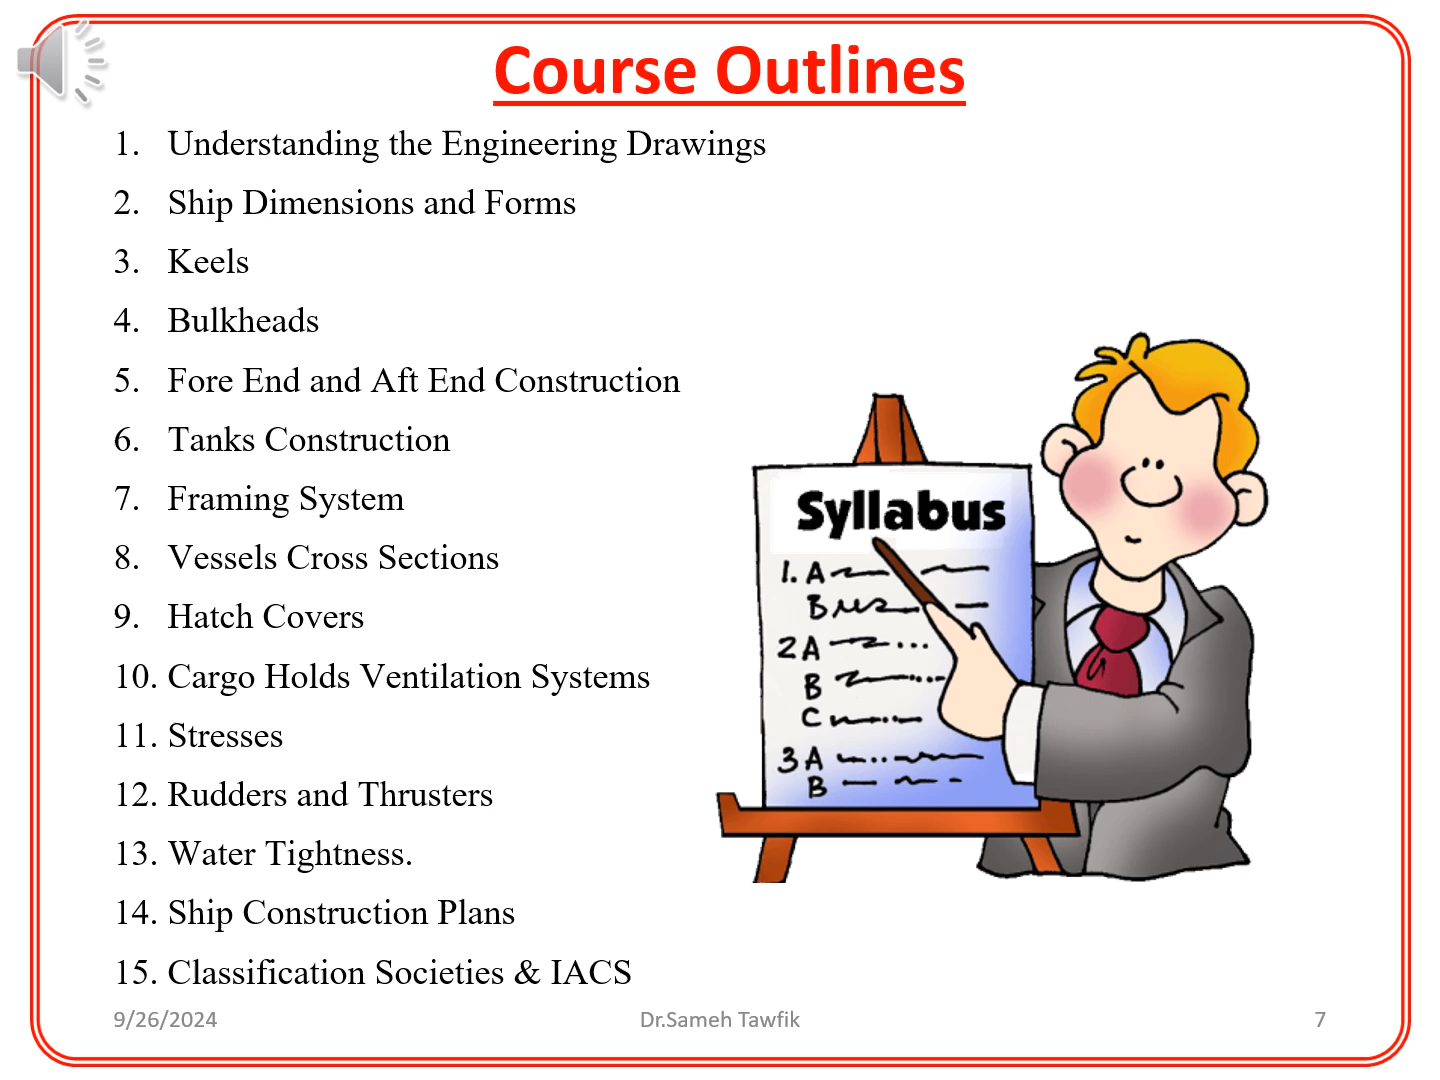 Course Outlines
1. Understanding the Engineering Drawings
2. Ship Dimensions and Forms
3. Keels
4. Bulkheads
5. Fore End and Aft End Construction
6. Tanks Construction
7. Framing System
8. Vessels Cross Sections
9. Hatch Covers
10. Cargo Holds Ventilation Systems
11. Stresses
12. Rudders and Thrusters
13. Water Tightness.
14. Ship Construction Plans
15. Classification Societies & IACS
Syllabus
1. A
B
2 A
B
C
3 A
B
9/26/2024
Dr.Sameh Tawfik
7